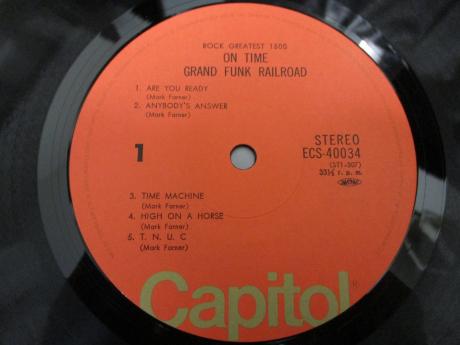 ROCK GREATEST 1500
ON TIME
GRAND FUNK RAILROAD
1. ARE YOU READY
(Mark Farner)
2. ANYBODY'S ANSWER
(Mark Farner)
1
STEREO
ECS-40034
(ST1-307)
33⅓ r.p.m.
3. TIME MACHINE
(Mark Farner)
4. HIGH ON A HORSE
(Mark Farner)
5. T. N. U. C
(Mark Farner)
Capitol®